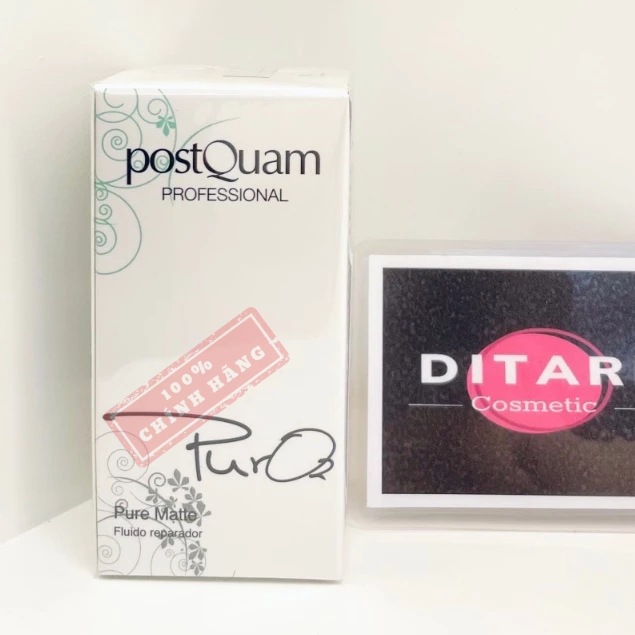 postQuam
PROFESSIONAL
100%
CHÍNH HÃNG
PurO2
Pure Matte
Fluido reparador
DITAR
Cosmetic